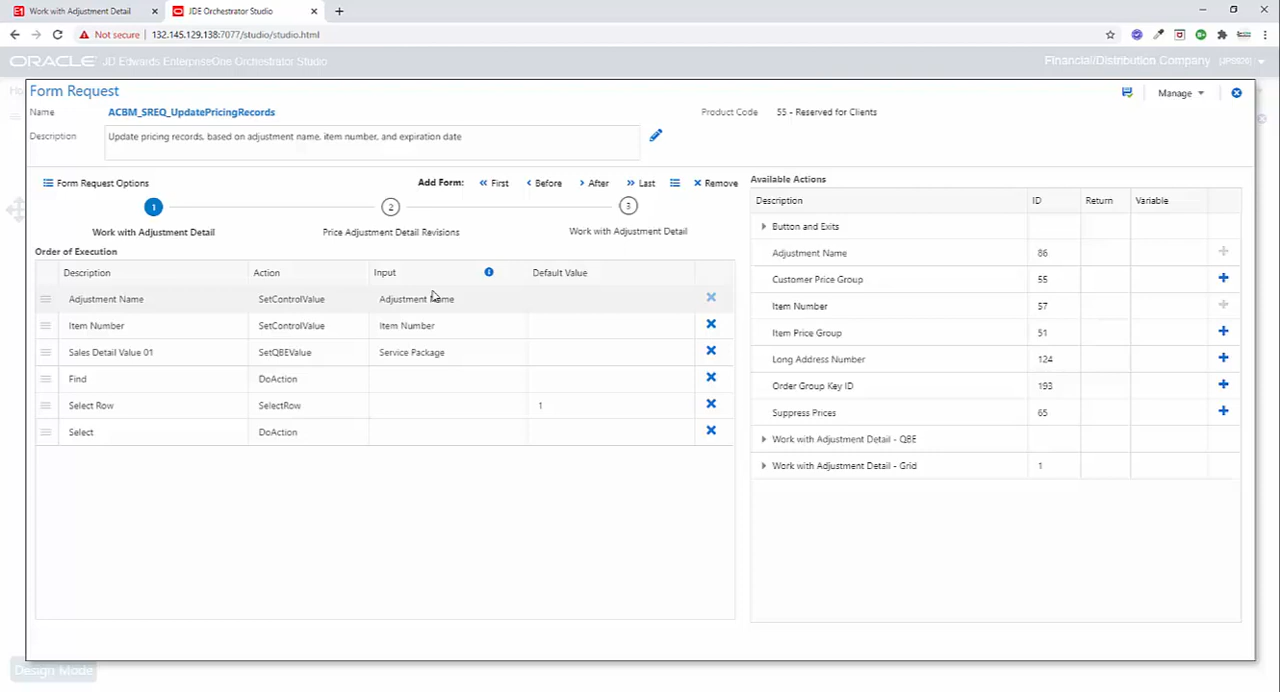 Work with Adjustment Detail
JDE Orchestrator Studio
Not secure | 132.145.129.138:7077/studio/studio.html
ORACLE JD Edwards EnterpriseOne Orchestrator Studio
Financial/Distribution Company (JPS920)
Form Request
Manage
Name ACBM_SREQ_UpdatePricingRecords
Product Code 55 - Reserved for Clients
Description Update pricing records, based on adjustment name, item number, and expiration date
Form Request Options
Add Form: First Before After Last Remove
1 2 3
Work with Adjustment Detail Price Adjustment Detail Revisions Work with Adjustment Detail
Order of Execution
Description Action Input Default Value
Adjustment Name SetControlValue Adjustment Name
Item Number SetControlValue Item Number
Sales Detail Value 01 SetQBEValue Service Package
Find DoAction
Select Row SelectRow 1
Select DoAction
Available Actions
Description ID Return Variable
Button and Exits
Adjustment Name 86
Customer Price Group 55
Item Number 57
Item Price Group 51
Long Address Number 124
Order Group Key ID 193
Suppress Prices 65
Work with Adjustment Detail - QBE
Work with Adjustment Detail - Grid 1
Design Mode